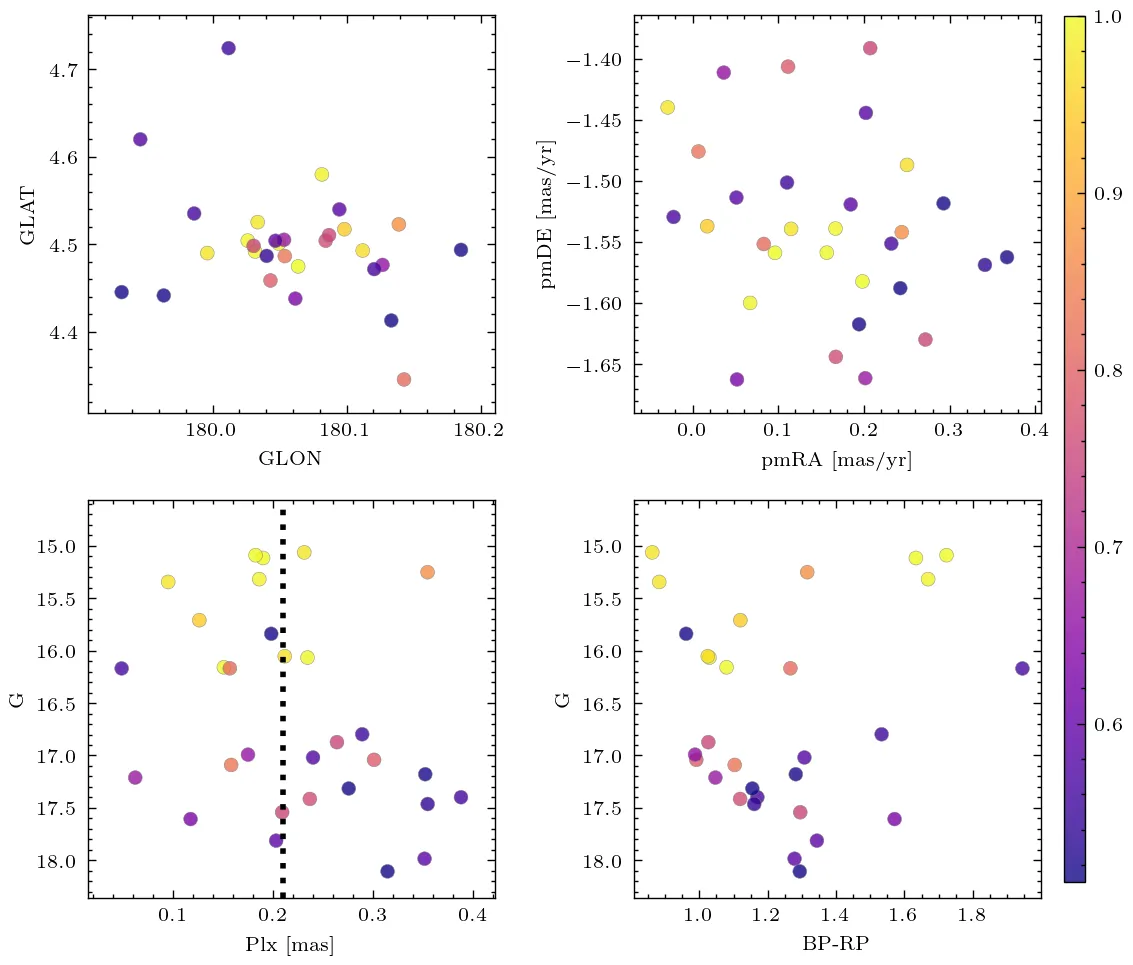 4.7
4.6
4.5
4.4
GLAT
180.0 180.1 180.2
GLON
−1.40
−1.45
−1.50
−1.55
−1.60
−1.65
pmDE [mas/yr]
0.0 0.1 0.2 0.3 0.4
pmRA [mas/yr]
1.0
0.9
0.8
0.7
0.6
15.0
15.5
16.0
16.5
17.0
17.5
18.0
G
0.1 0.2 0.3 0.4
Plx [mas]
15.0
15.5
16.0
16.5
17.0
17.5
18.0
G
1.0 1.2 1.4 1.6 1.8
BP-RP